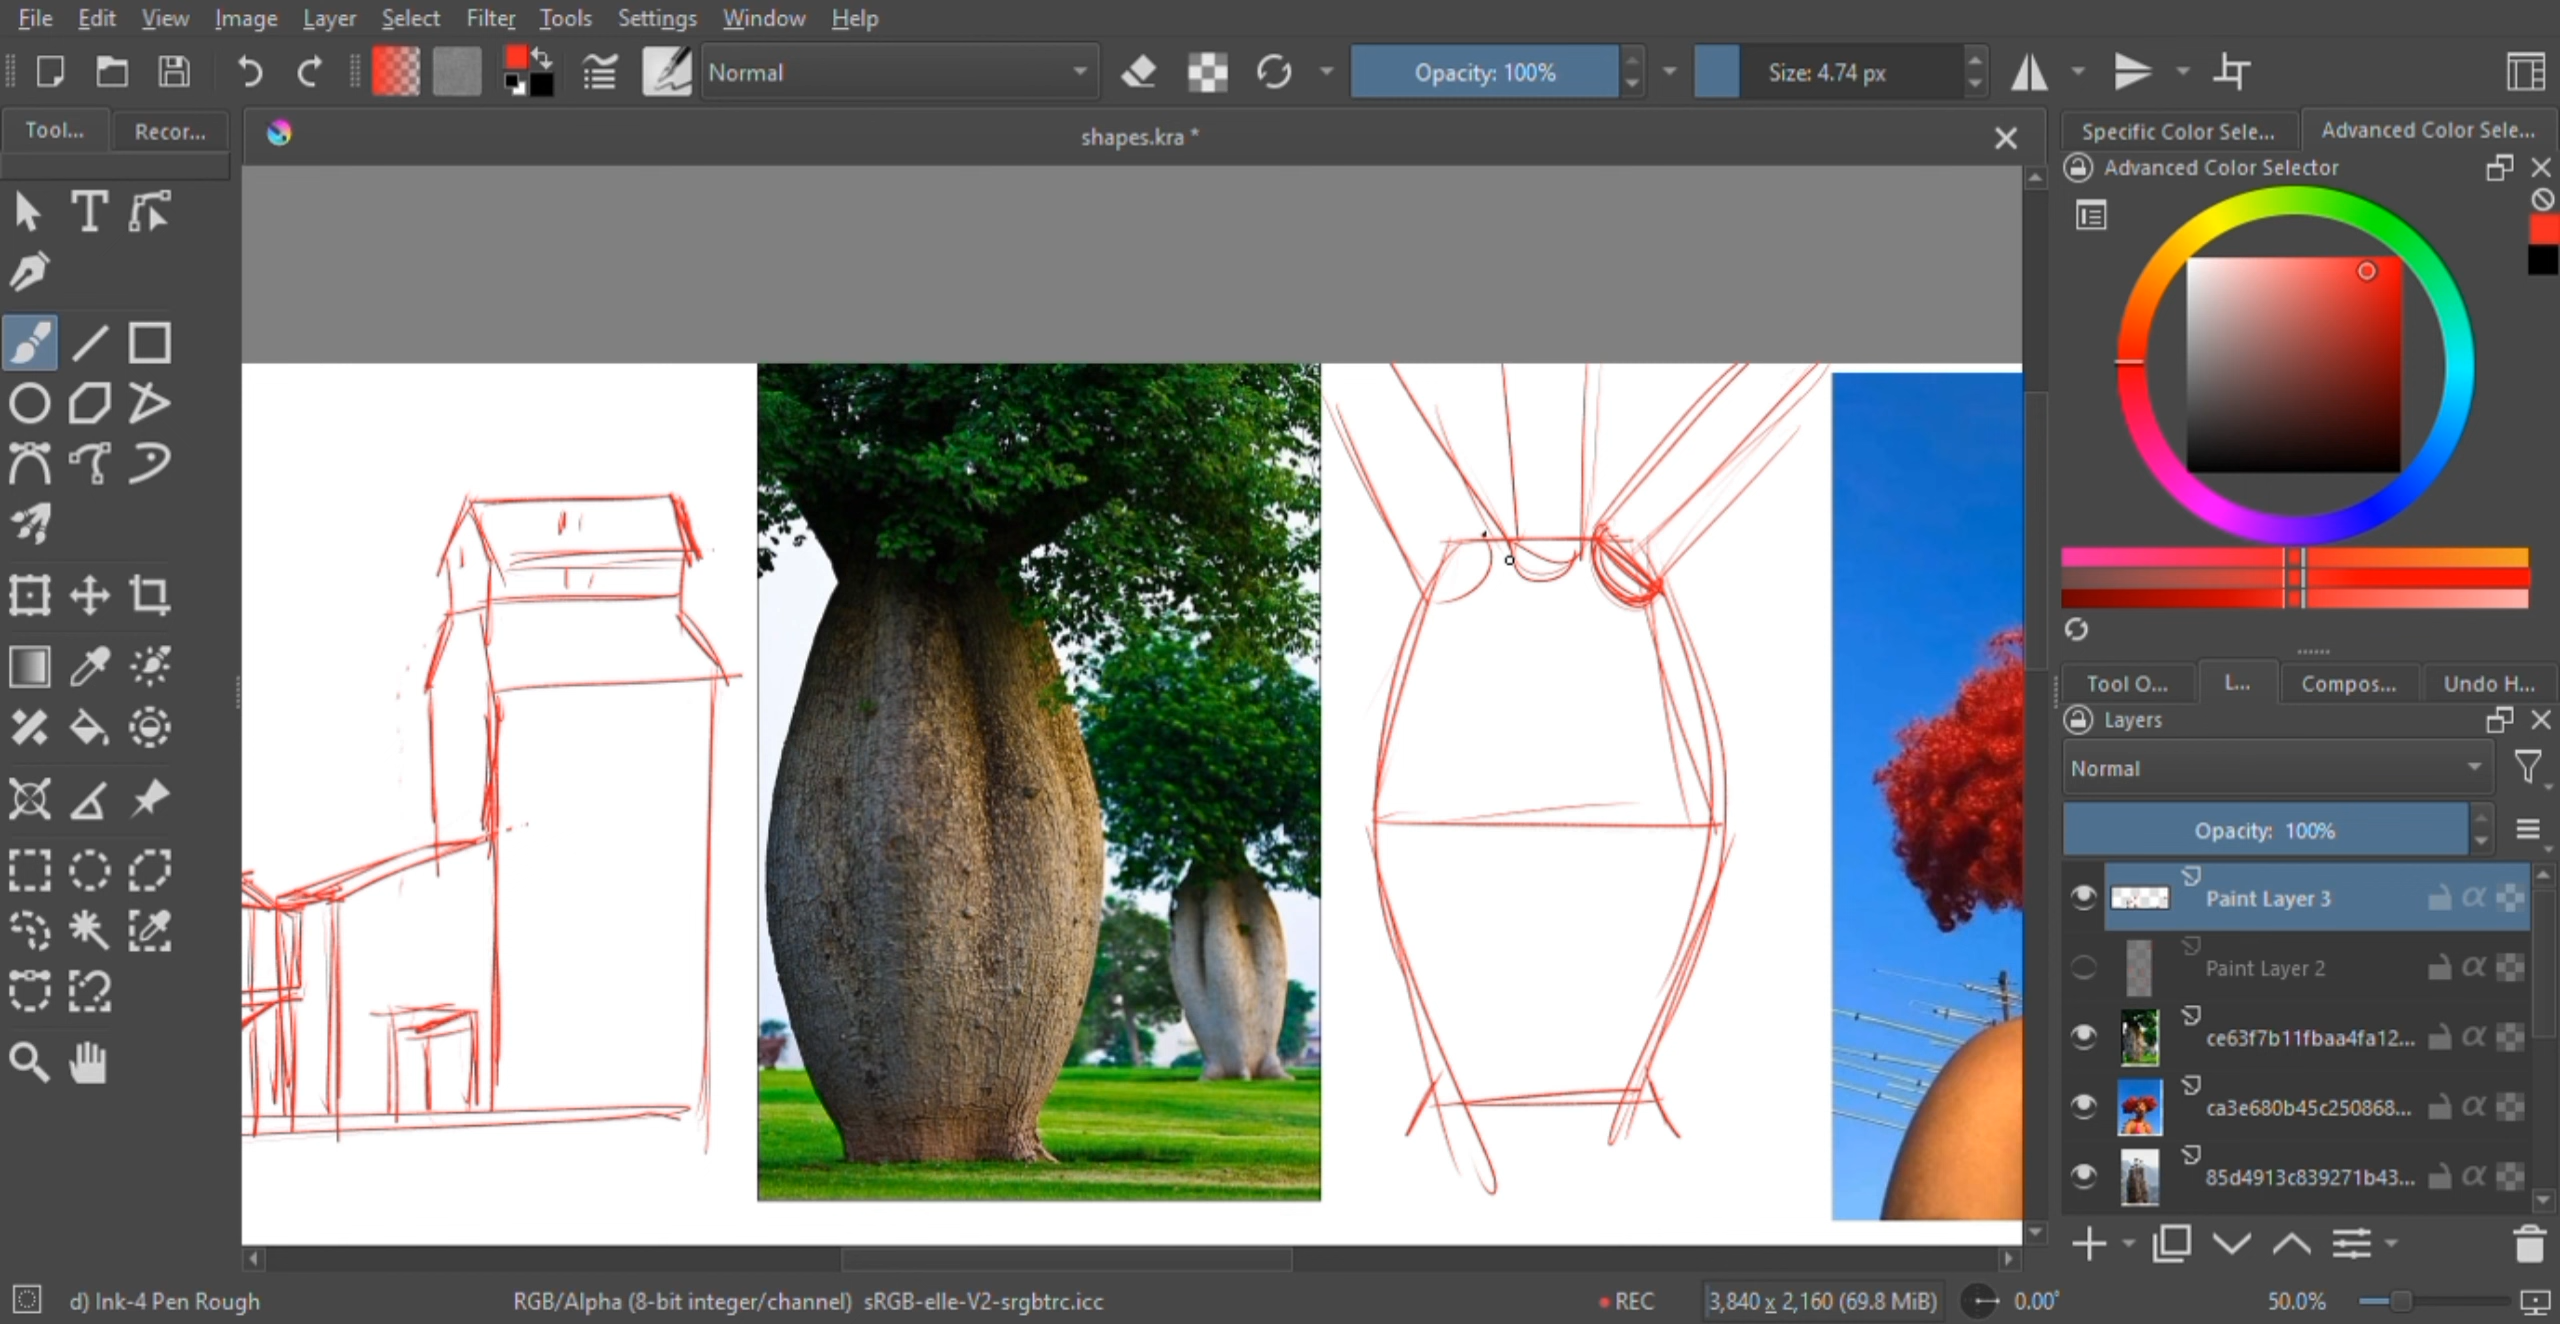 File Edit View Image Layer Select Filter Tools Settings Window Help
Normal
Opacity: 100%
Size: 4.74 px
Tool...
Recor...
shapes.kra *
Specific Color Sele...
Advanced Color Sele...
Advanced Color Selector
Tool O...
L...
Compos...
Undo H...
Layers
Normal
Opacity: 100%
Paint Layer 3
Paint Layer 2
ce63f7b11fbaa4fa12...
ca3e680b45c250868...
85d4913c839271b43...
d) Ink-4 Pen Rough
RGB/Alpha (8-bit integer/channel) sRGB-elle-V2-srgbtrc.icc
REC
3,840 x 2,160 (69.8 MiB)
0.00°
50.0%